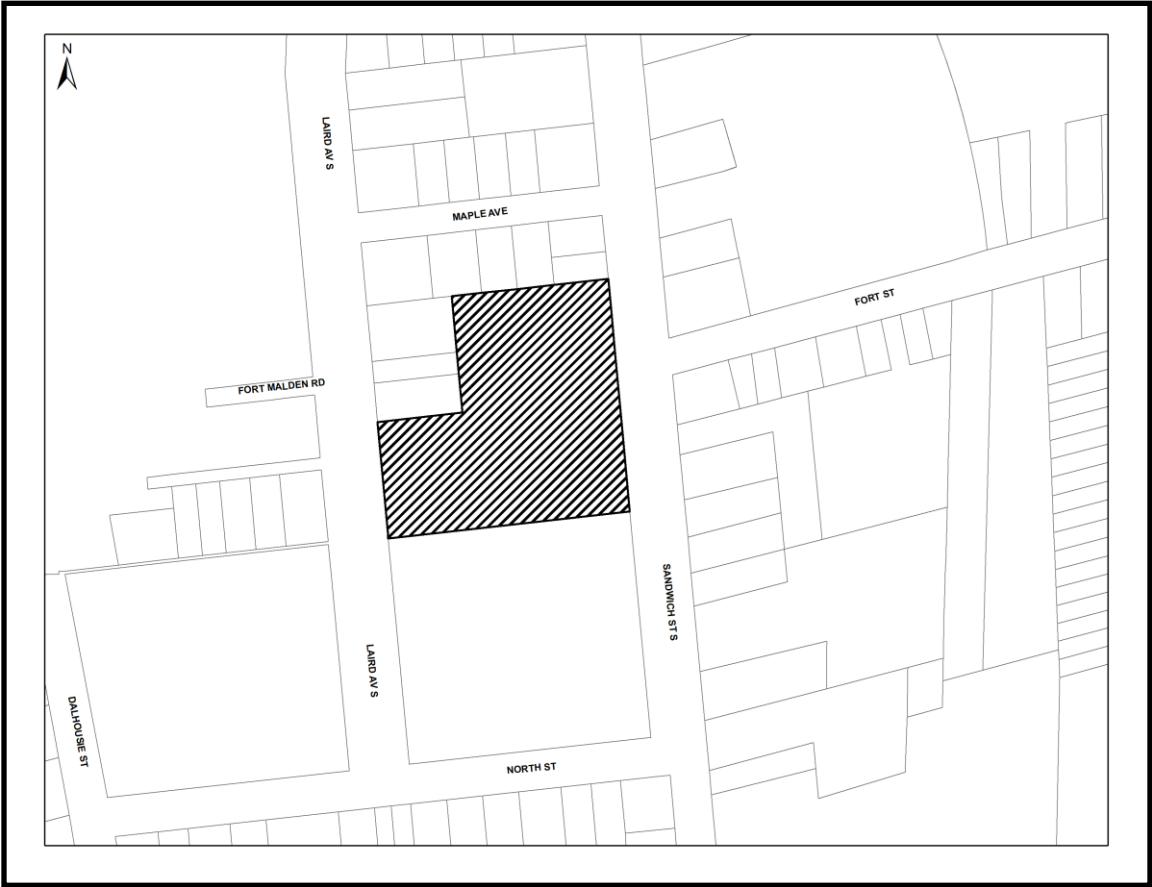 N
LAIRD AV S
MAPLE AVE
FORT ST
FORT MALDEN RD
SANDWICH ST S
LAIRD AV S
DALHOUSIE ST
NORTH ST